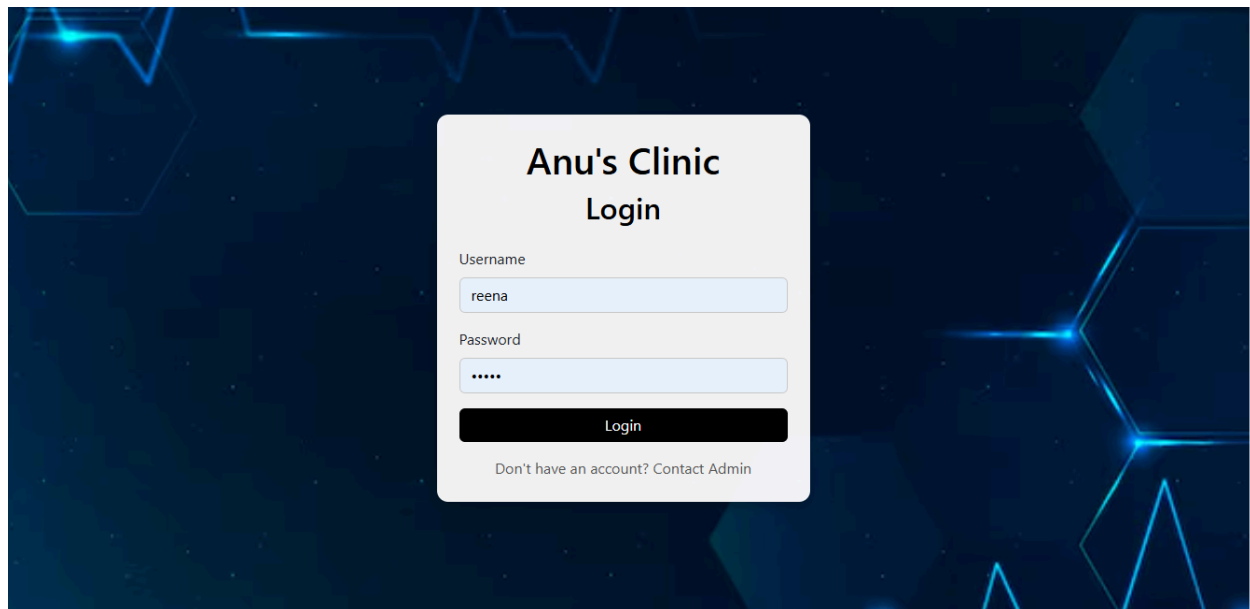 Anu's Clinic
Login
Username
reena
Password
•••••
Login
Don't have an account? Contact Admin